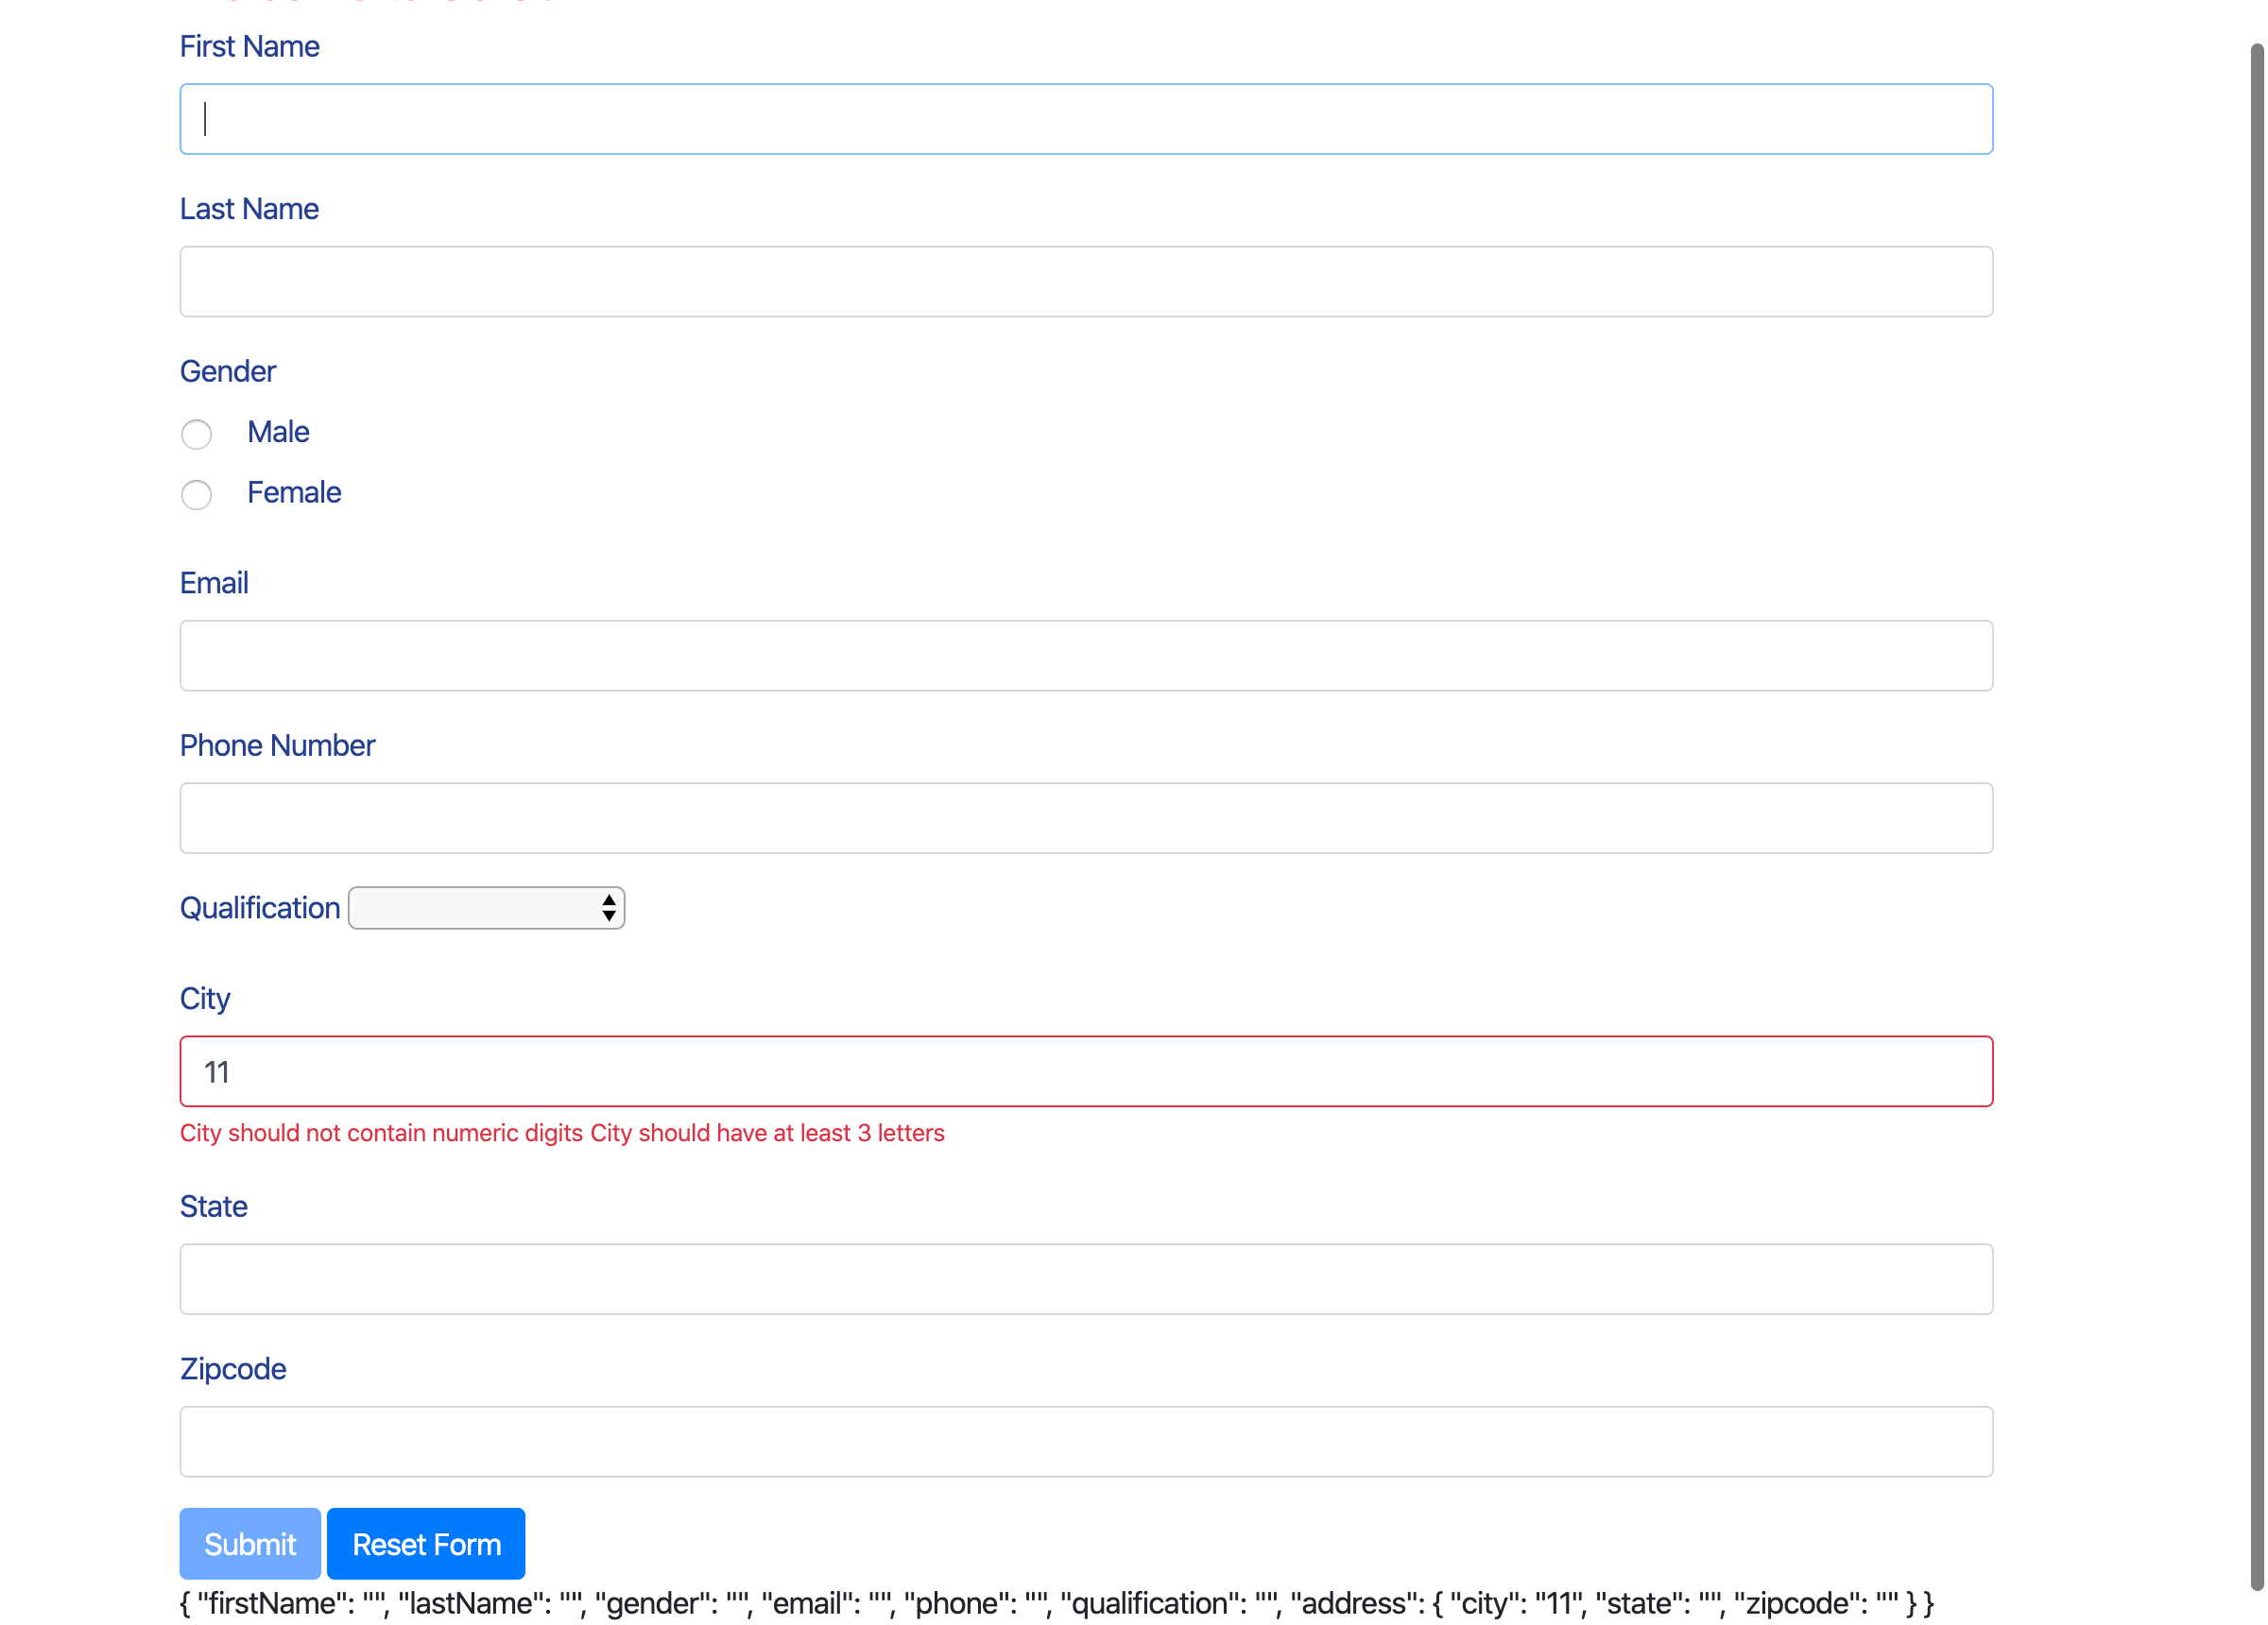 First Name
Last Name
Gender
Male
Female
Email
Phone Number
Qualification
City
11
City should not contain numeric digits City should have at least 3 letters
State
Zipcode
Submit Reset Form
{ "firstName": "", "lastName": "", "gender": "", "email": "", "phone": "", "qualification": "", "address": { "city": "11", "state": "", "zipcode": "" } }